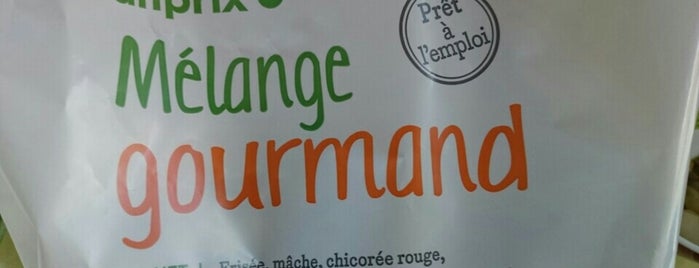 Prêt
à
l'emploi
Mélange
gourmand
Frisée, mâche, chicorée rouge,